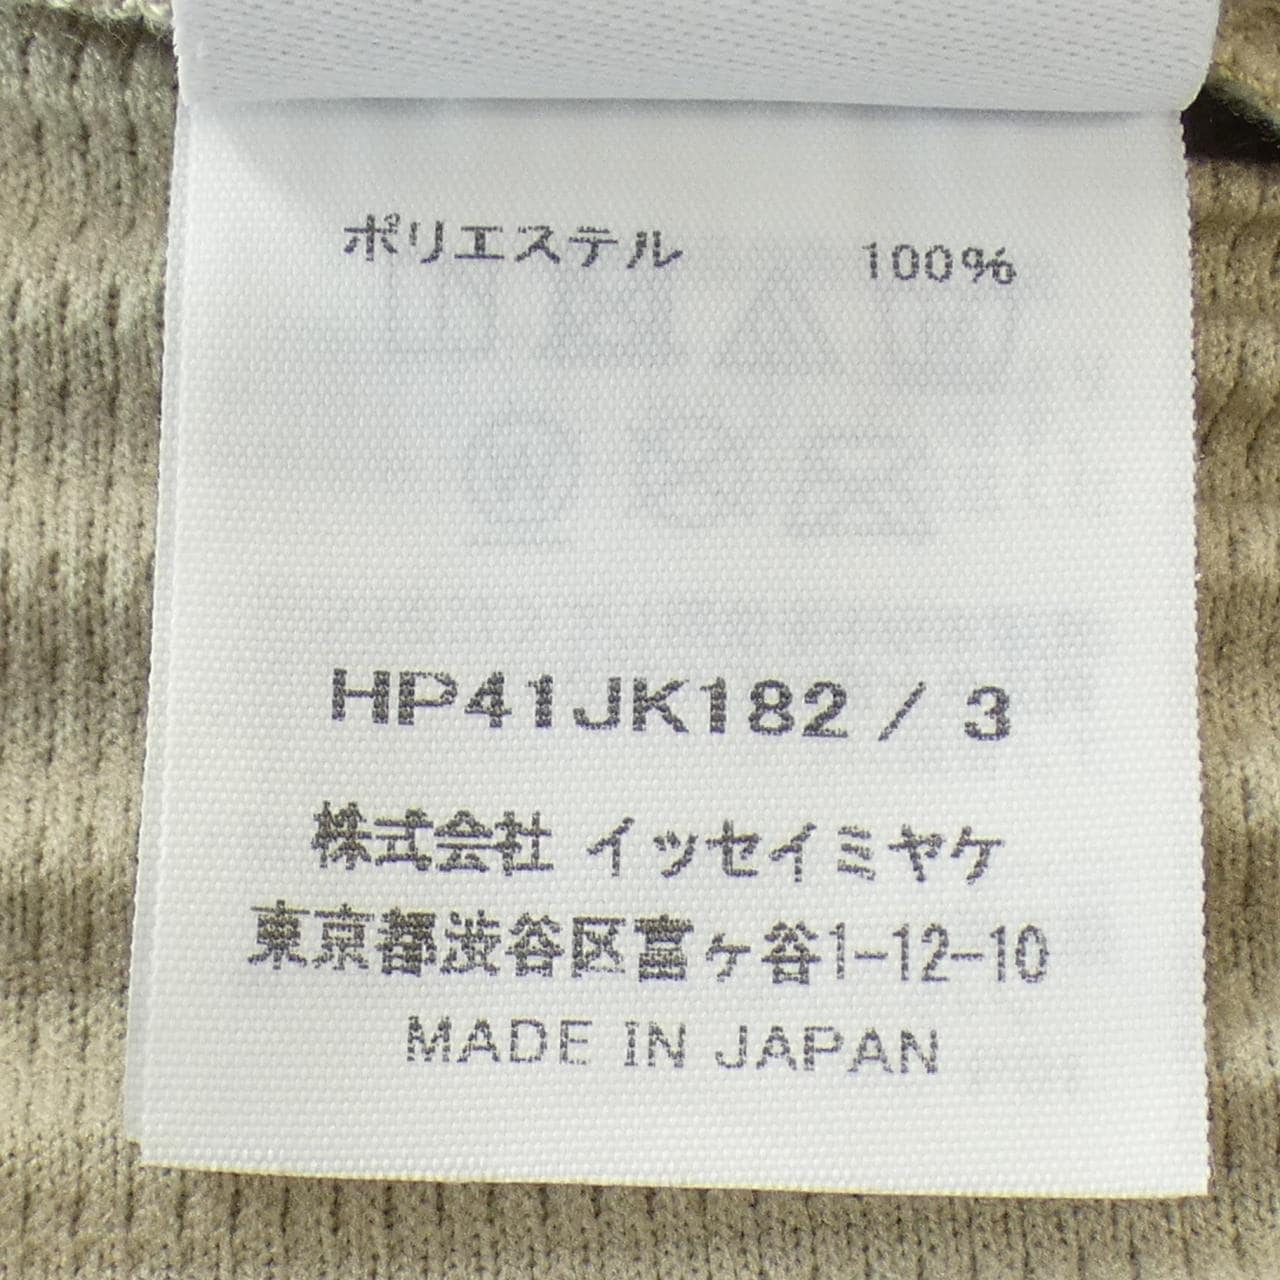 ポリエステル 100%
HP41JK182 / 3
株式会社 イッセイミヤケ
東京都渋谷区富ヶ谷1-12-10
MADE IN JAPAN